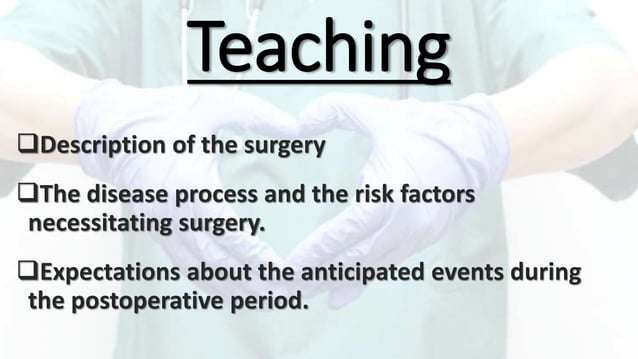 Teaching
❑Description of the surgery
❑The disease process and the risk factors
necessitating surgery.
❑Expectations about the anticipated events during
the postoperative period.